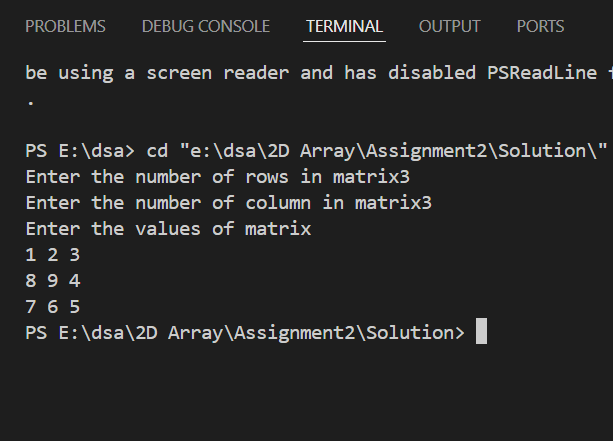 PROBLEMS DEBUG CONSOLE TERMINAL OUTPUT PORTS
be using a screen reader and has disabled PSReadLine
.
PS E:\dsa> cd "e:\dsa\2D Array\Assignment2\Solution\"
Enter the number of rows in matrix3
Enter the number of column in matrix3
Enter the values of matrix
1 2 3
8 9 4
7 6 5
PS E:\dsa\2D Array\Assignment2\Solution>